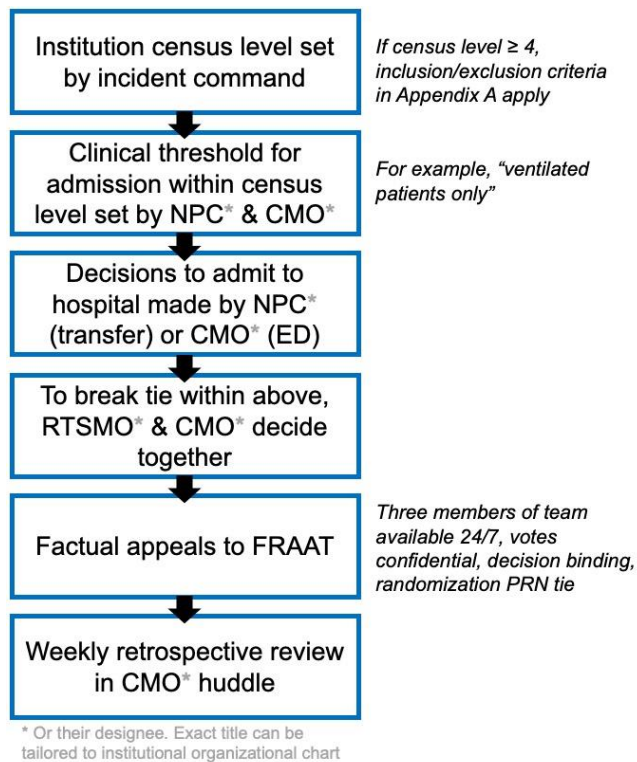 Institution census level set
by incident command
If census level ≥ 4,
inclusion/exclusion criteria
in Appendix A apply
Clinical threshold for
admission within census
level set by NPC* & CMO*
For example, “ventilated
patients only”
Decisions to admit to
hospital made by NPC*
(transfer) or CMO* (ED)
To break tie within above,
RTSMO* & CMO* decide
together
Factual appeals to FRAAT
Three members of team
available 24/7, votes
confidential, decision binding,
randomization PRN tie
Weekly retrospective review
in CMO* huddle
* Or their designee. Exact title can be
tailored to institutional organizational chart